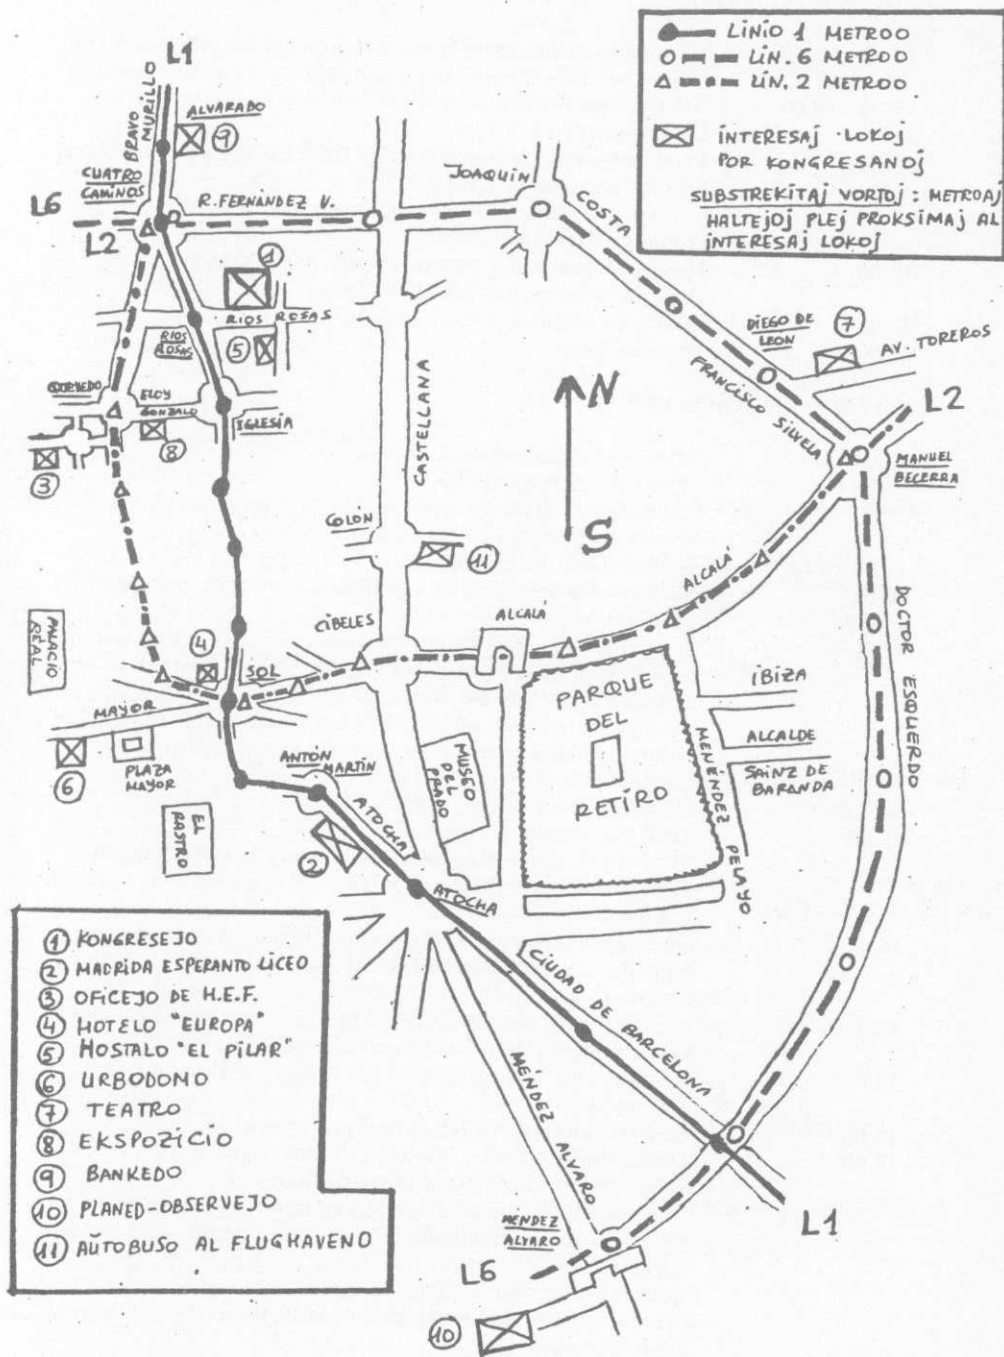 L1
LINIO 1 METROO
LIN. 6 METROO
LIN. 2 METROO
INTERESAJ LOKOJ
POR KONGRESANOJ
SUBSTREKITAJ VORTOJ : METROAJ
HALTEJOJ PLEJ PROKSIMAJ AL
INTERESAJ LOKOJ
BRAVO
MURILLO
ALVARADO
9
CUATRO
CAMINOS
L6
L2
R. FERNÁNDEZ V.
JOAQUÍN
COSTA
1
RIOS ROSAS
RIOS
ROSAS
5
DIEGO DE
LEON
7
AV. TOREROS
FRANCISCO
SILVELA
L2
QUEVEDO
ELOY
GONZALO
IGLESIA
8
3
CASTELLANA
N
S
MANUEL
BECERRA
COLÓN
11
ALCALÁ
CIBELES
ALCALÁ
DOCTOR ESQUERDO
PALACIO
REAL
4
SOL
MAYOR
6
PLAZA
MAYOR
EL
RASTRO
ANTÓN
MARTÍN
ATOCHA
2
ATOCHA
MUSEO
DEL
PRADO
PARQUE
DEL
RETIRO
IBIZA
ALCALDE
SAINZ DE
BARANDA
MENÉNDEZ PELAYO
CIUDAD DE BARCELONA
MÉNDEZ ALVARO
MENDEZ
ALVARO
L1
L6
10
1 KONGRESEJO
2 MADRIDA ESPERANTO LICEO
3 OFICEJO DE H.E.F.
4 HOTELO "EUROPA"
5 HOSTALO "EL PILAR"
6 URBODOMO
7 TEATRO
8 EKSPOZICIO
9 BANKEDO
10 PLANED-OBSERVEJO
11 AŬTOBUSO AL FLUGHAVENO